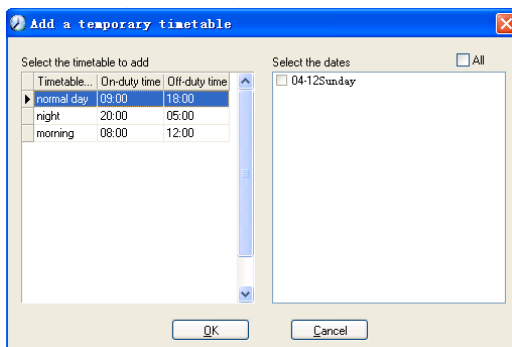 Add a temporary timetable
Select the timetable to add
Timetable... On-duty time Off-duty time
normal day 09:00 18:00
night 20:00 05:00
morning 08:00 12:00
Select the dates All
04-12Sunday
OK Cancel